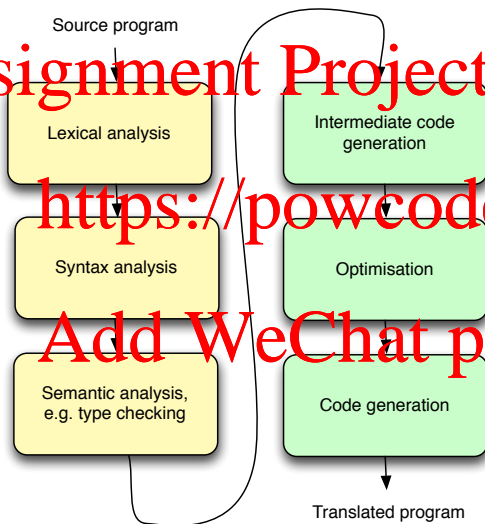 Source program
signment Project
Lexical analysis
https://powcode
Syntax analysis
Add WeChat p
Semantic analysis,
e.g. type checking
Intermediate code
generation
Optimisation
Code generation
Translated program